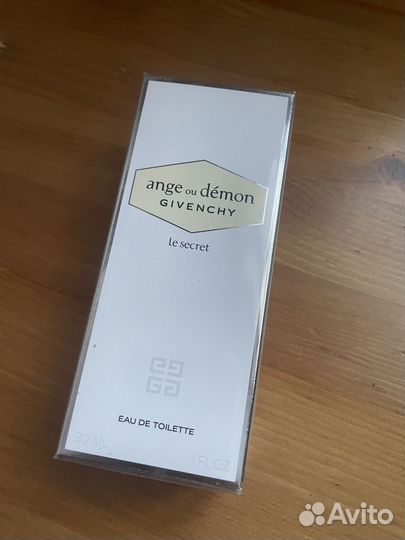 ange ou démon
GIVENCHY
le secret
EAU DE TOILETTE
30 ML
1 FL OZ
Avito